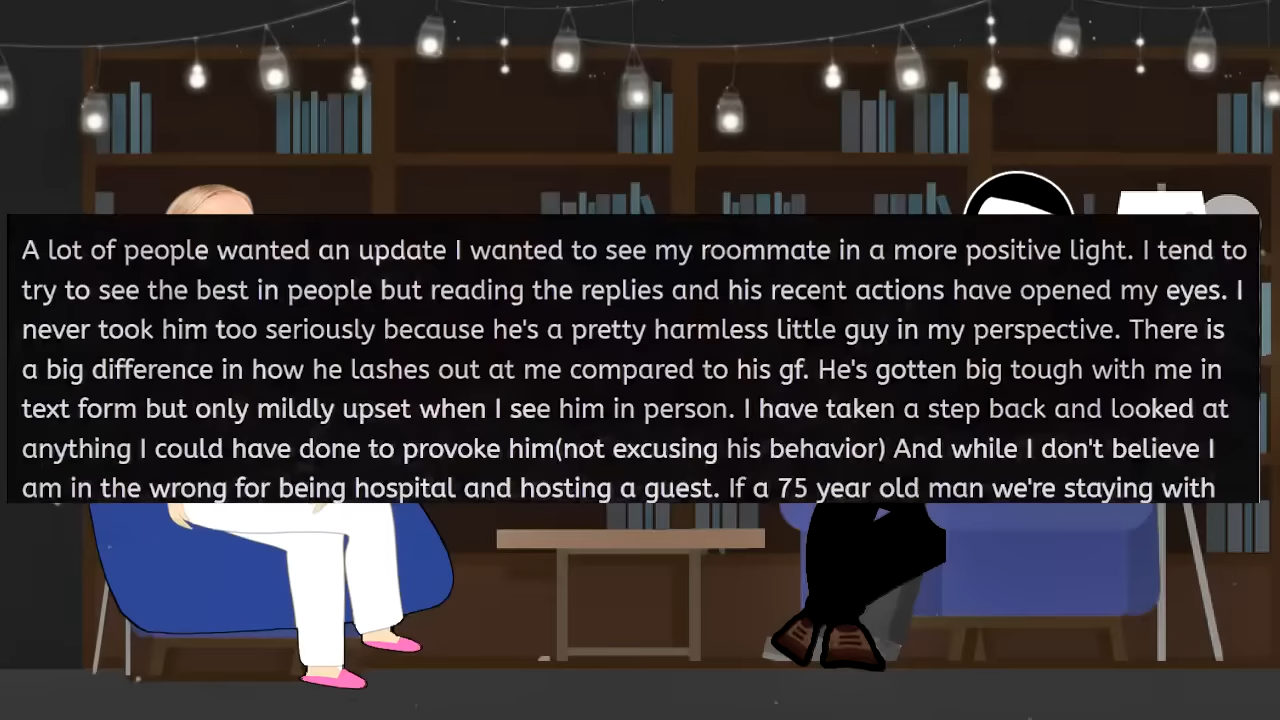 A lot of people wanted an update I wanted to see my roommate in a more positive light. I tend to
try to see the best in people but reading the replies and his recent actions have opened my eyes. I
never took him too seriously because he's a pretty harmless little guy in my perspective. There is
a big difference in how he lashes out at me compared to his gf. He's gotten big tough with me in
text form but only mildly upset when I see him in person. I have taken a step back and looked at
anything I could have done to provoke him(not excusing his behavior) And while I don't believe I
am in the wrong for being hospital and hosting a guest. If a 75 year old man we're staying with